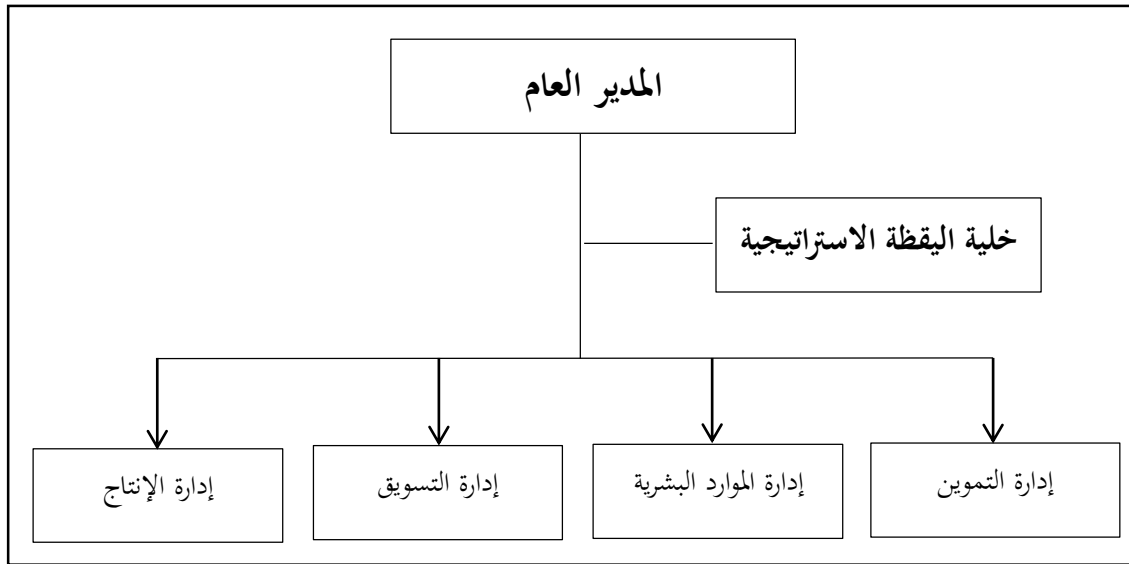 المدير العام
خلية اليقظة الاستراتيجية
إدارة التموين
إدارة الموارد البشرية
إدارة التسويق
إدارة الإنتاج